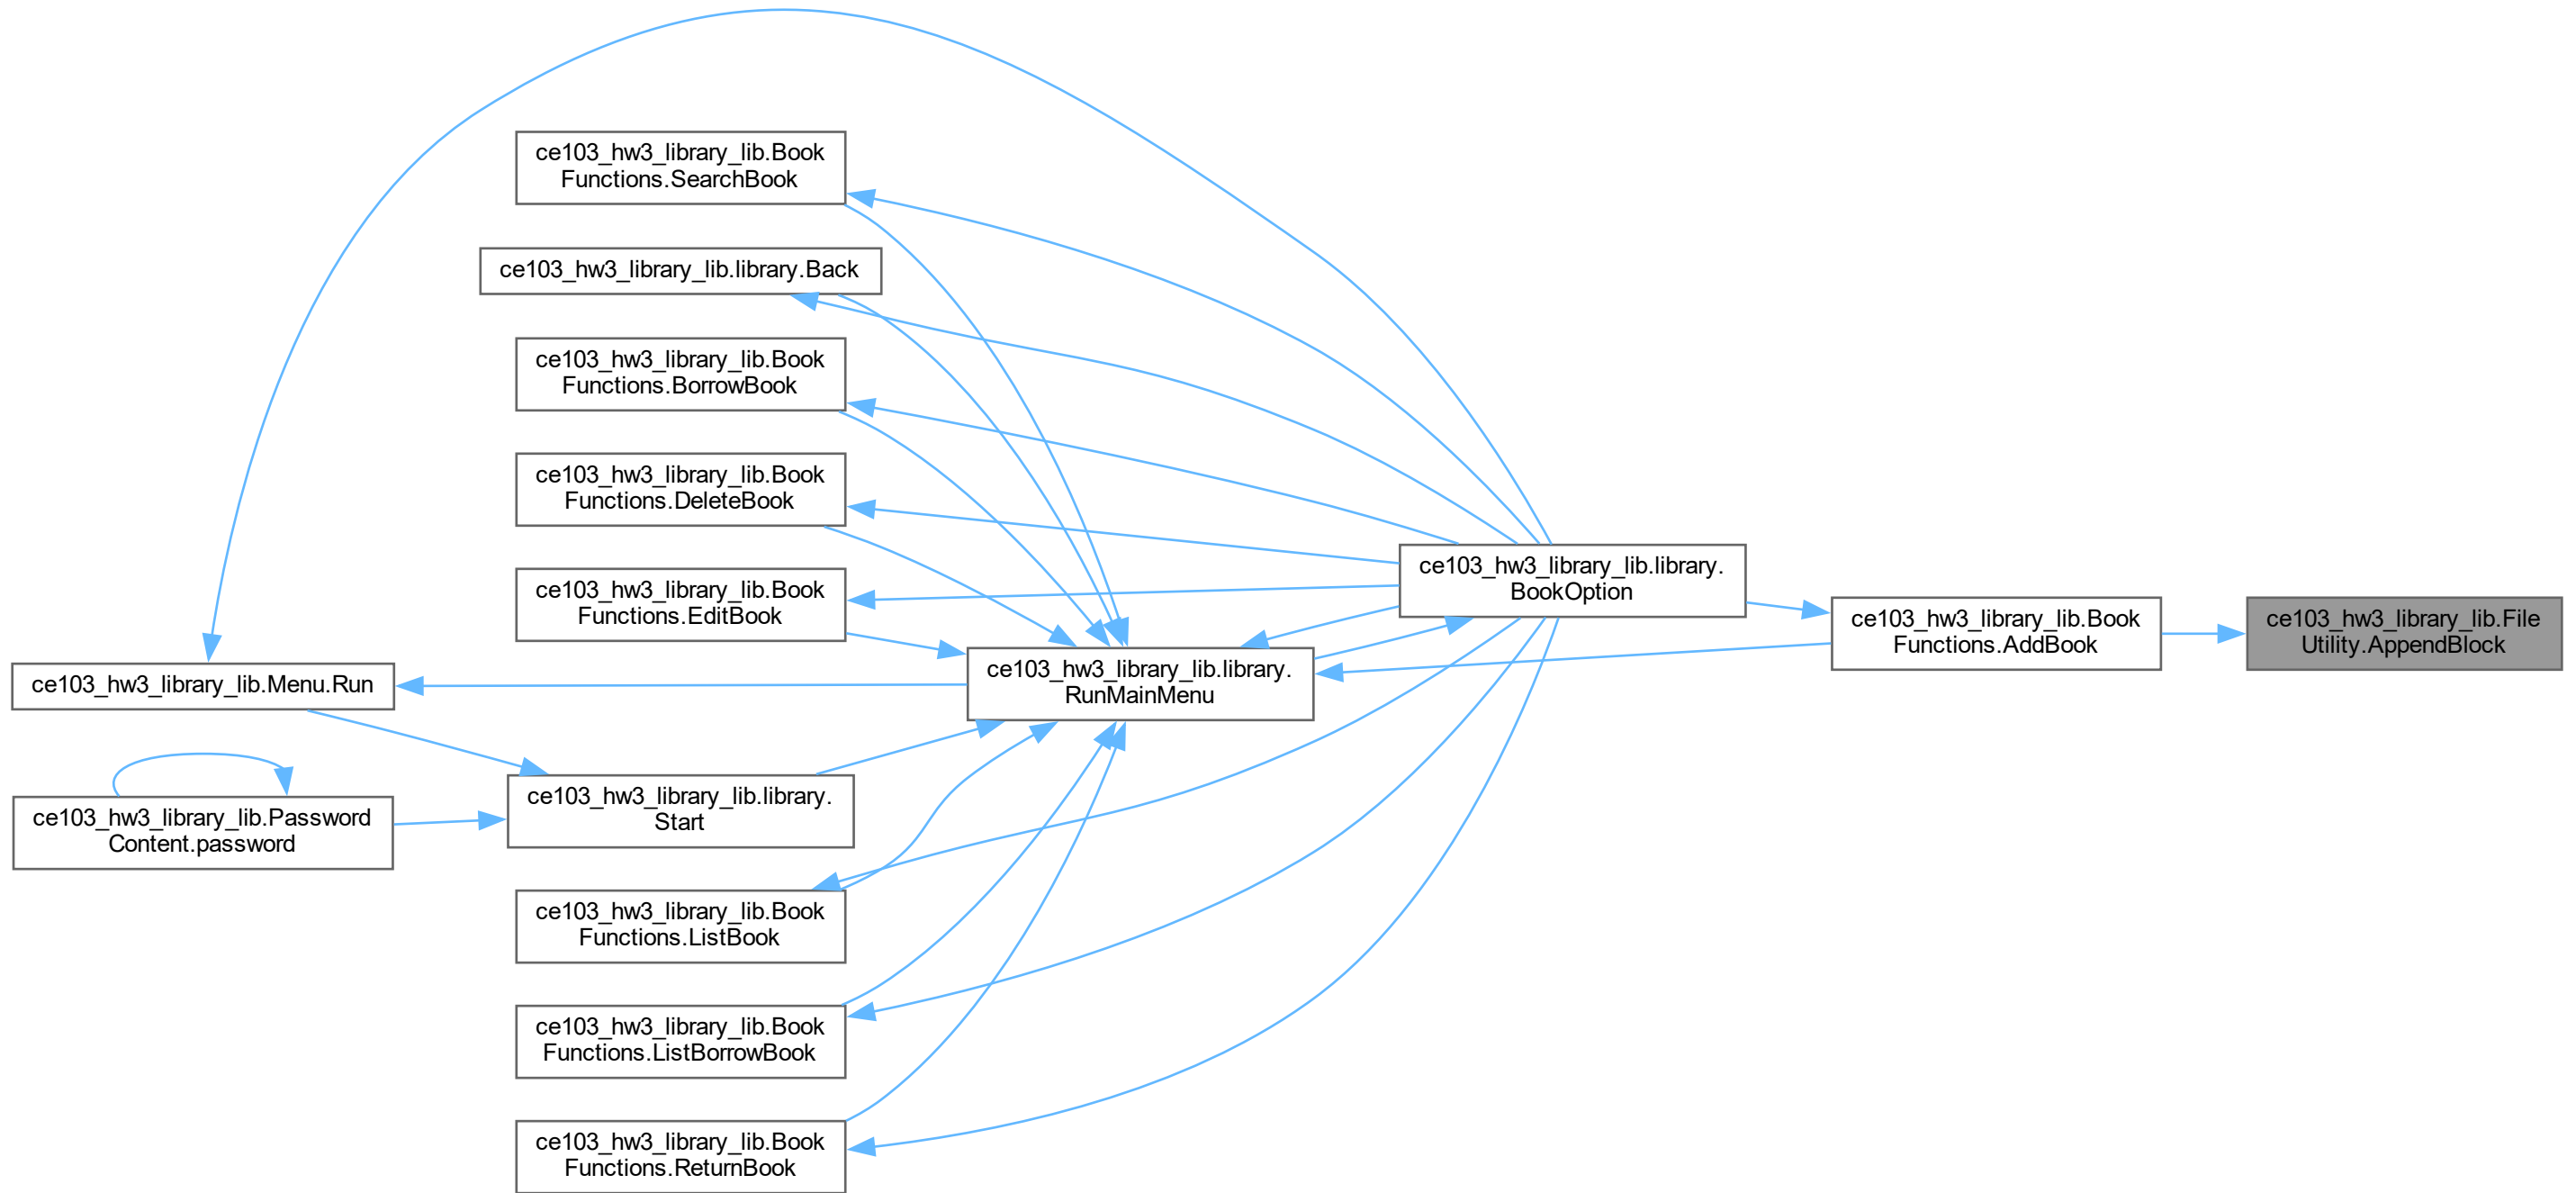 ce103_hw3_library_lib.Book
Functions.SearchBook
ce103_hw3_library_lib.library.Back
ce103_hw3_library_lib.Book
Functions.BorrowBook
ce103_hw3_library_lib.Book
Functions.DeleteBook
ce103_hw3_library_lib.Book
Functions.EditBook
ce103_hw3_library_lib.library.
BookOption
ce103_hw3_library_lib.Book
Functions.AddBook
ce103_hw3_library_lib.File
Utility.AppendBlock
ce103_hw3_library_lib.library.
RunMainMenu
ce103_hw3_library_lib.Menu.Run
ce103_hw3_library_lib.library.
Start
ce103_hw3_library_lib.Password
Content.password
ce103_hw3_library_lib.Book
Functions.ListBook
ce103_hw3_library_lib.Book
Functions.ListBorrowBook
ce103_hw3_library_lib.Book
Functions.ReturnBook